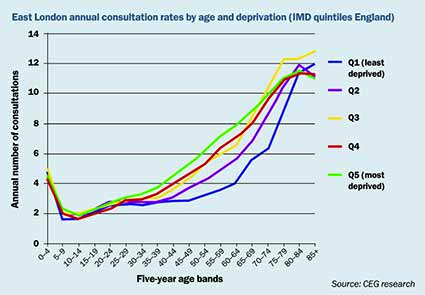 East London annual consultation rates by age and deprivation (IMD quintiles England)
Annual number of consultations
14
12
10
8
6
4
2
0
0–4
5–9
10–14
15–19
20–24
25–29
30–34
35–39
40–44
45–49
50–54
55–59
60–64
65–69
70–74
75–79
80–84
85+
Five-year age bands
Q1 (least
deprived)
Q2
Q3
Q4
Q5 (most
deprived)
Source: CEG research